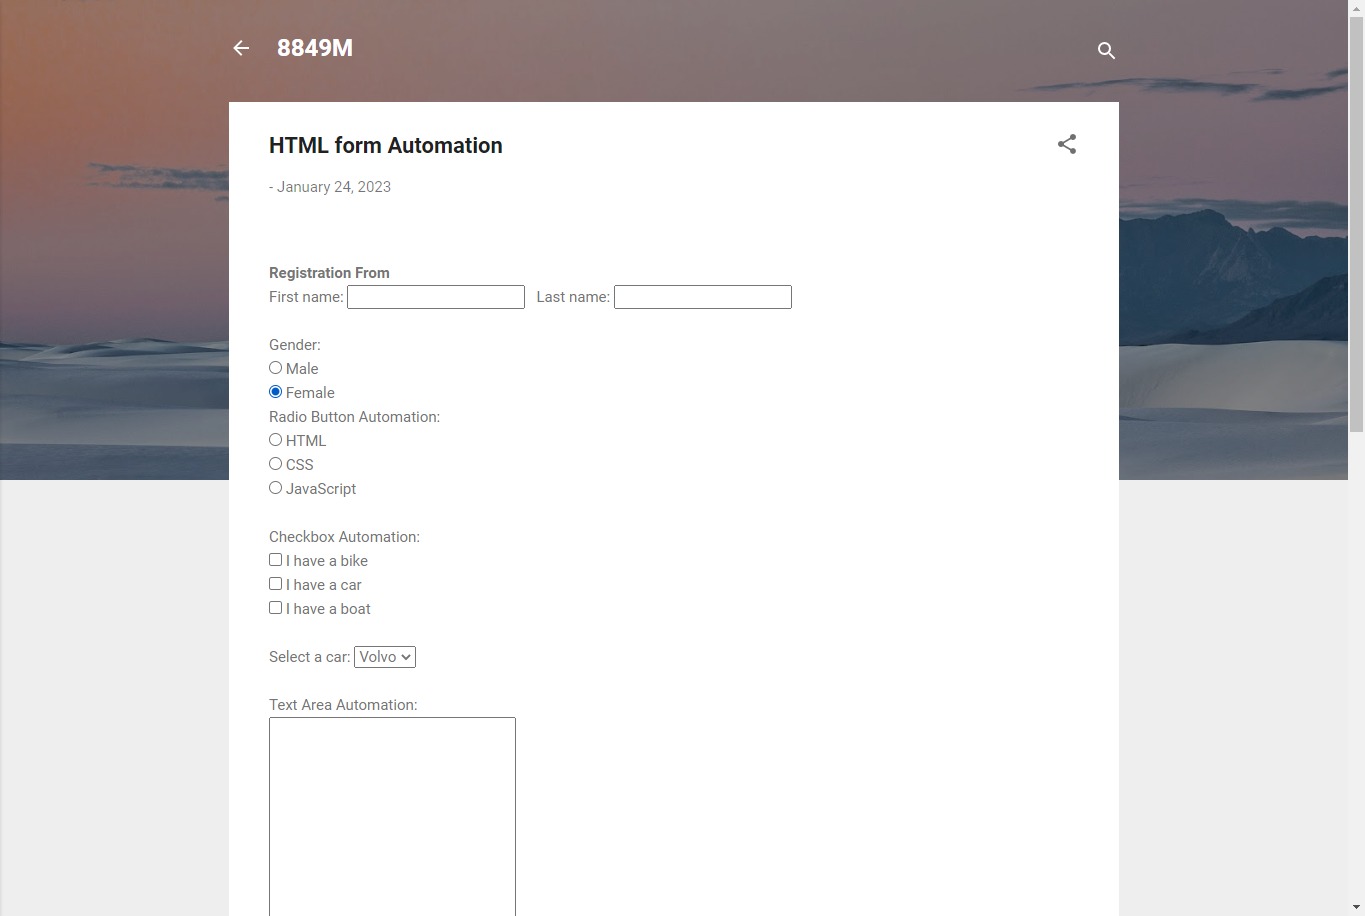 8849M
HTML form Automation
- January 24, 2023
Registration From
First name: Last name:
Gender:
Male
Female
Radio Button Automation:
HTML
CSS
JavaScript
Checkbox Automation:
I have a bike
I have a car
I have a boat
Select a car: Volvo
Text Area Automation: